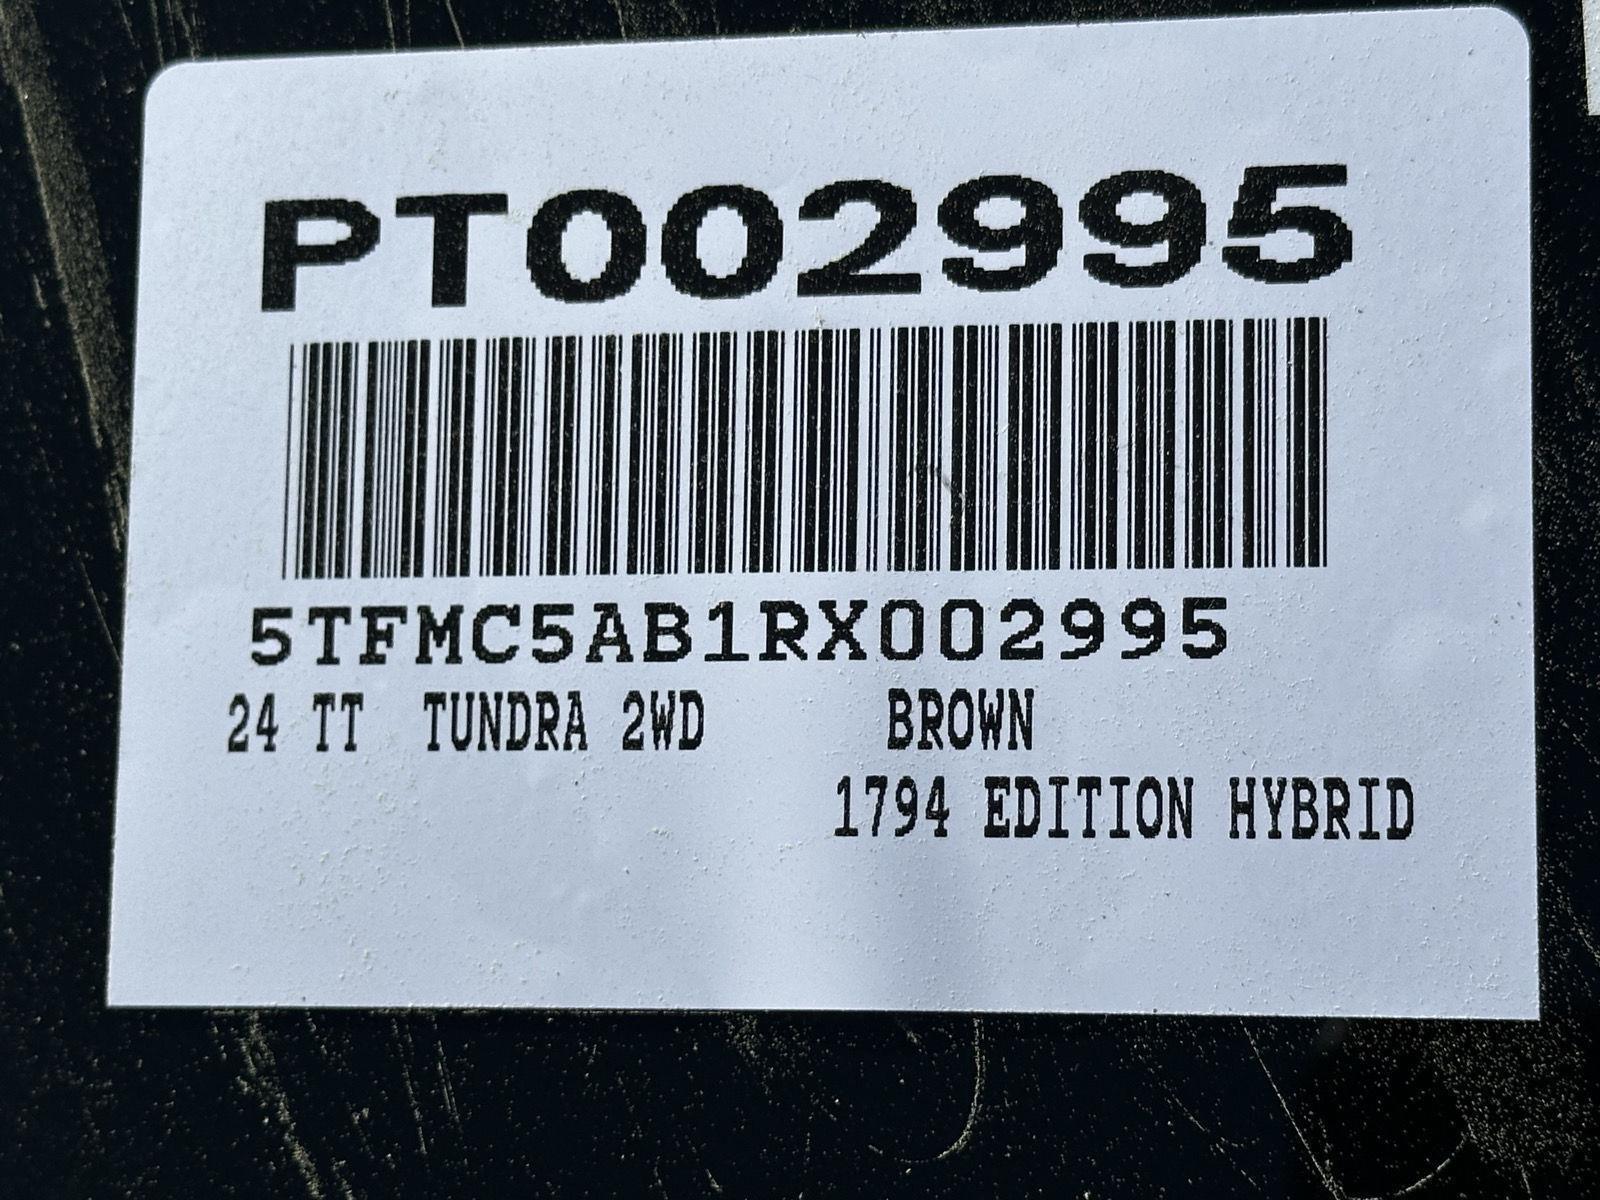 PT002995
5TFMC5AB1RX002995
24 TT TUNDRA 2WD BROWN
1794 EDITION HYBRID